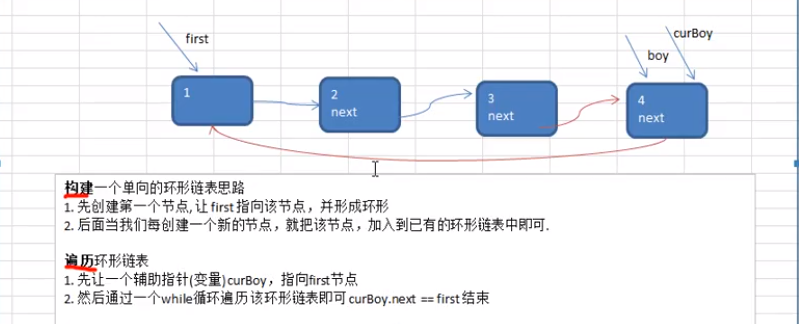 first
curBoy
boy
1
2
next
3
next
4
next
构建一个单向的环形链表思路
1. 先创建第一个节点, 让 first 指向该节点，并形成环形
2. 后面当我们每创建一个新的节点，就把该节点，加入到已有的环形链表中即可.
遍历环形链表
1. 先让一个辅助指针(变量) curBoy，指向first节点
2. 然后通过一个while循环遍历 该环形链表即可 curBoy.next == first 结束